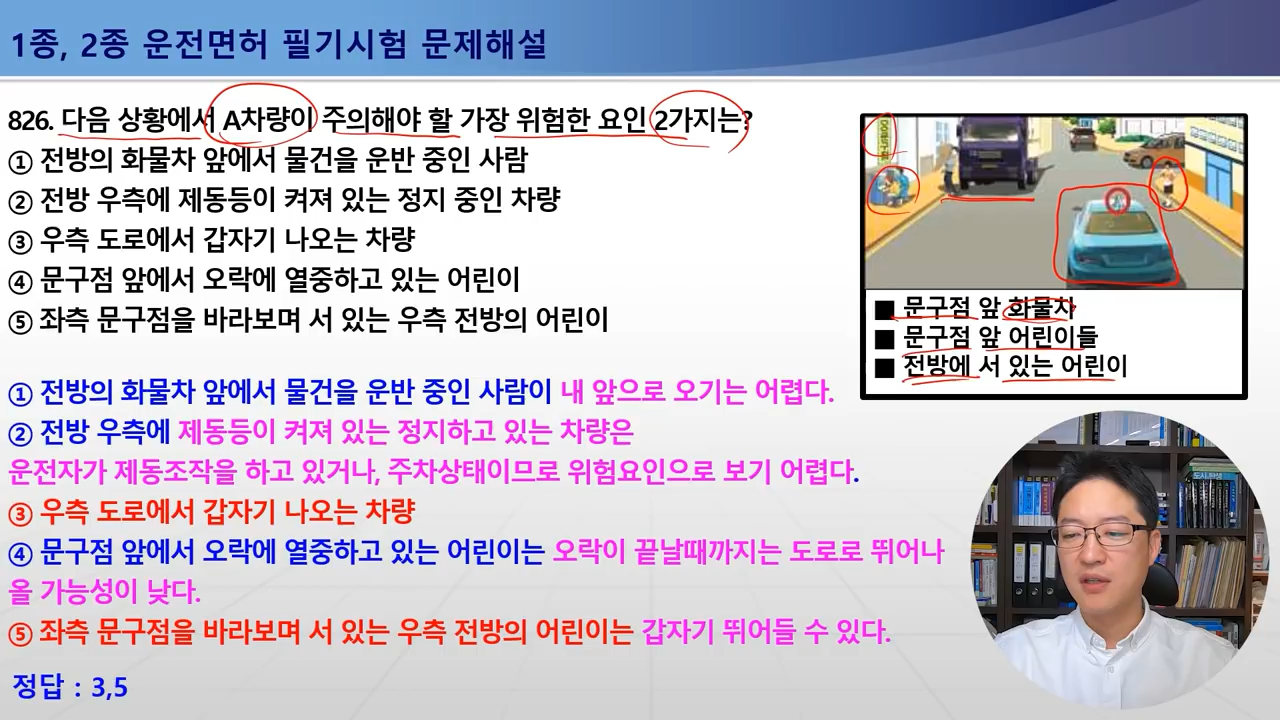 1종, 2종 운전면허 필기시험 문제해설
826. 다음 상황에서 A차량이 주의해야 할 가장 위험한 요인 2가지는?
① 전방의 화물차 앞에서 물건을 운반 중인 사람
② 전방 우측에 제동등이 켜져 있는 정지 중인 차량
③ 우측 도로에서 갑자기 나오는 차량
④ 문구점 앞에서 오락에 열중하고 있는 어린이
⑤ 좌측 문구점을 바라보며 서 있는 우측 전방의 어린이
■ 문구점 앞 화물차
■ 문구점 앞 어린이들
■ 전방에 서 있는 어린이
① 전방의 화물차 앞에서 물건을 운반 중인 사람이 내 앞으로 오기는 어렵다.
② 전방 우측에 제동등이 켜져 있는 정지하고 있는 차량은
운전자가 제동조작을 하고 있거나, 주차상태이므로 위험요인으로 보기 어렵다.
③ 우측 도로에서 갑자기 나오는 차량
④ 문구점 앞에서 오락에 열중하고 있는 어린이는 오락이 끝날때까지는 도로로 뛰어나
올 가능성이 낮다.
⑤ 좌측 문구점을 바라보며 서 있는 우측 전방의 어린이는 갑자기 뛰어들 수 있다.
정답 : 3,5